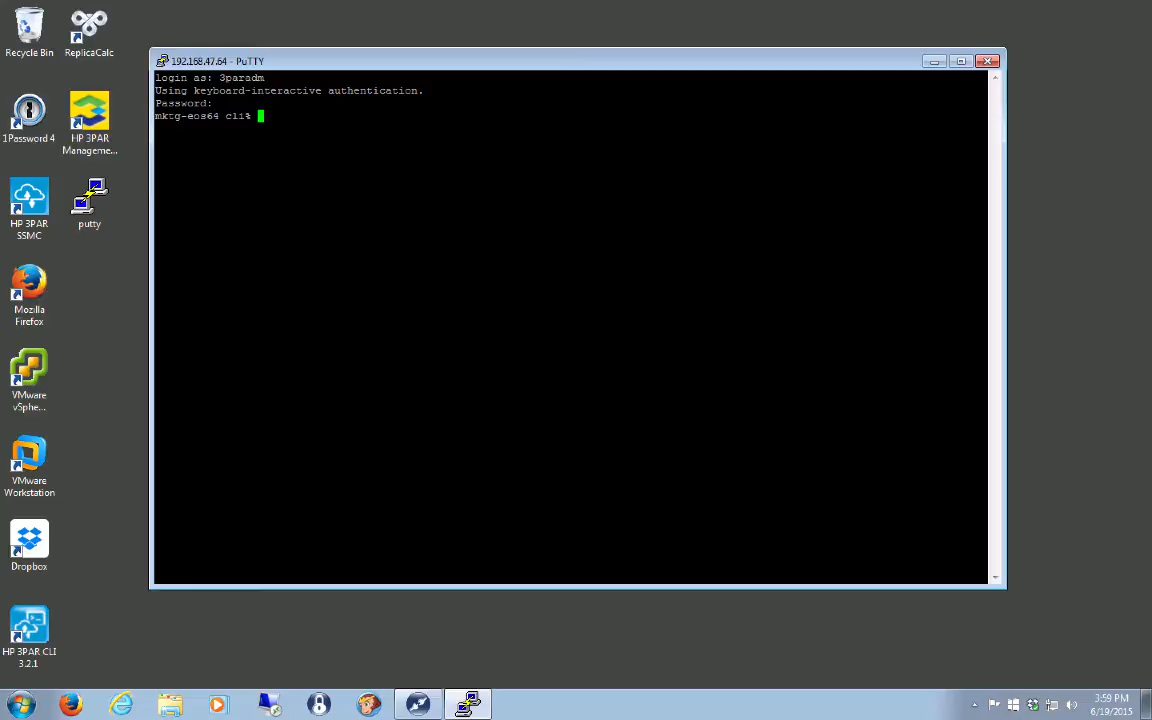 Recycle Bin
ReplicaCalc
1Password 4
HP 3PAR
Manageme...
HP 3PAR
SSMC
putty
Mozilla
Firefox
VMware
vSphe...
VMware
Workstation
Dropbox
HP 3PAR CLI
3.2.1
192.168.47.64 - PuTTY
login as: 3paradm
Using keyboard-interactive authentication.
Password:
mktg-eos64 cli%
3:59 PM
6/19/2015